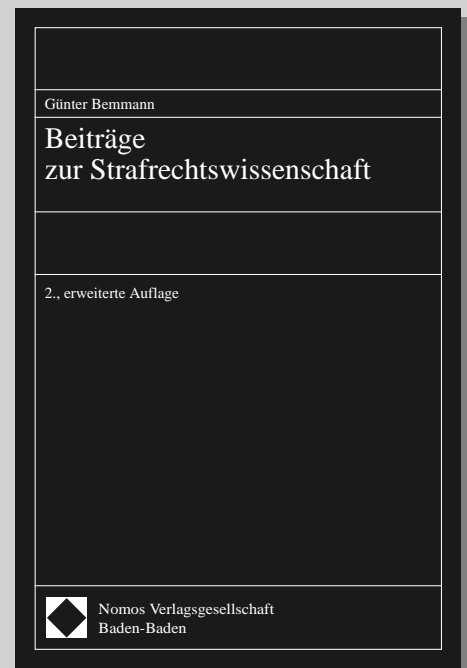 Günter Bemmann
Beiträge
zur Strafrechtswissenschaft
2., erweiterte Auflage
Nomos Verlagsgesellschaft
Baden-Baden